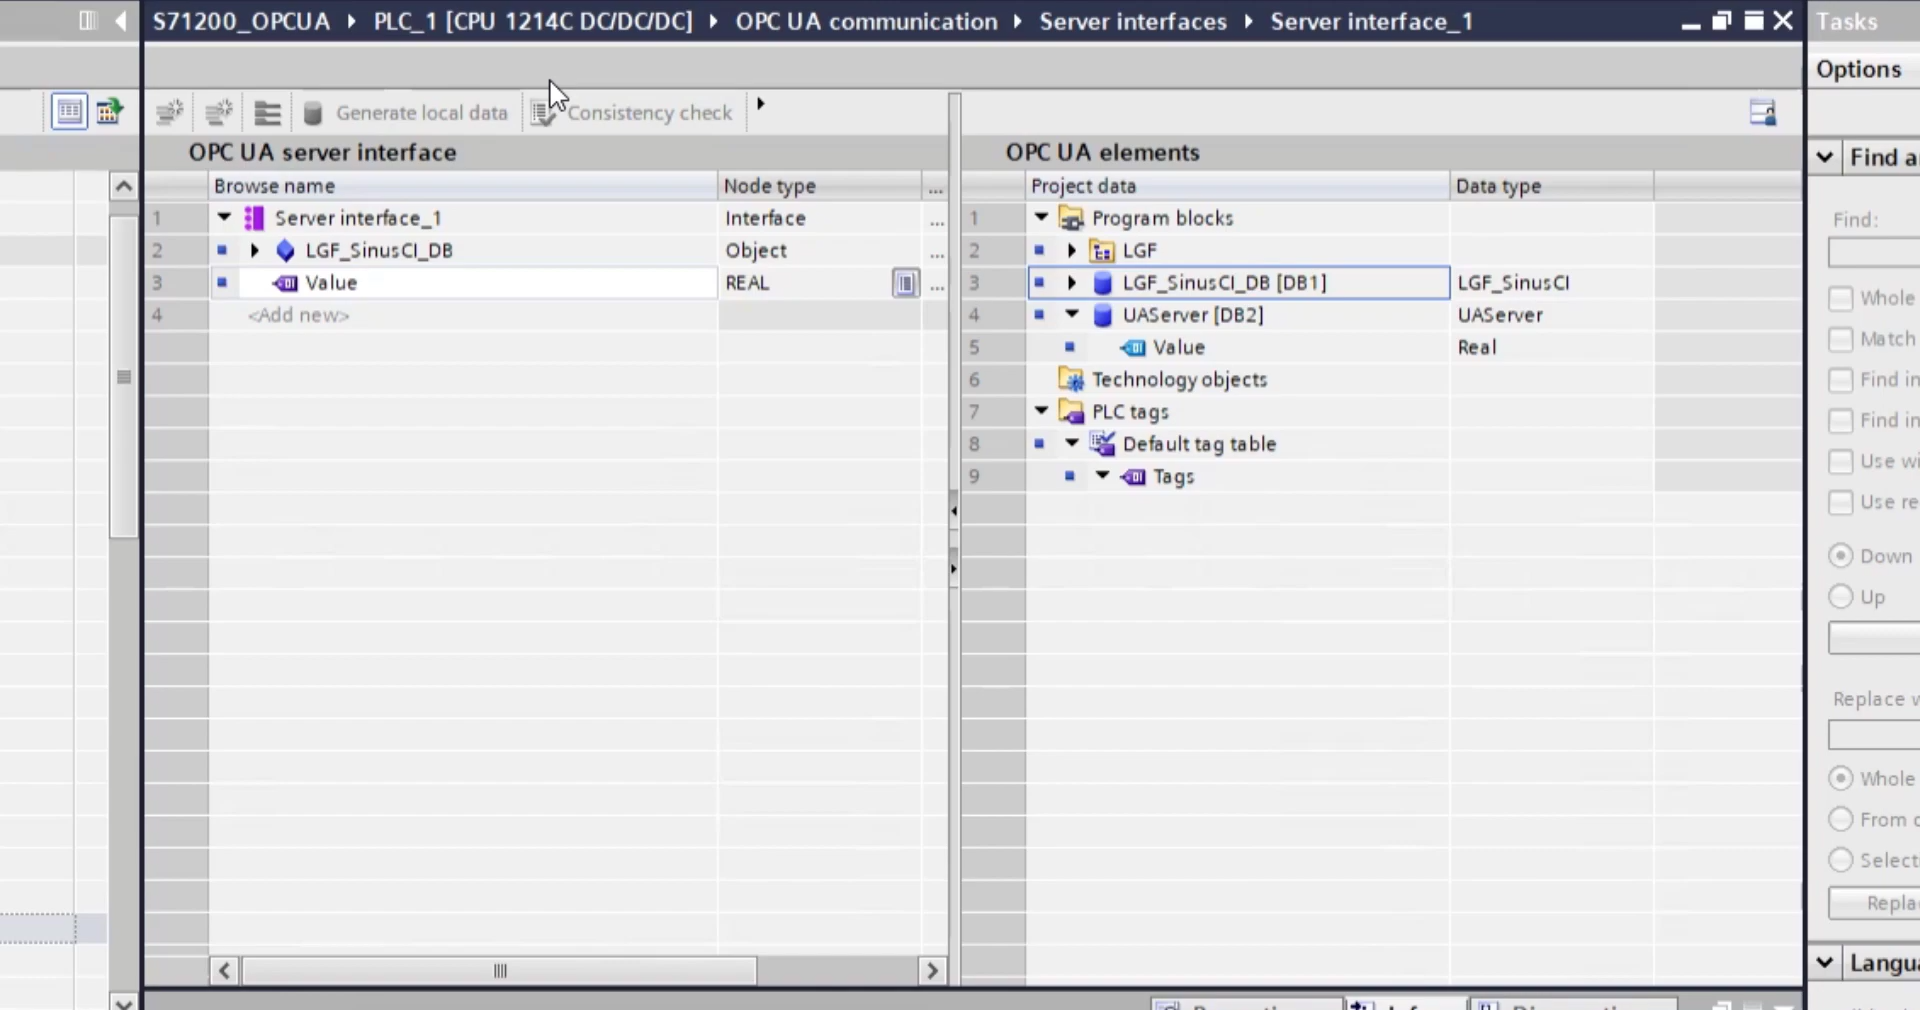 S71200_OPCUA PLC_1 [CPU 1214C DC/DC/DC] OPC UA communication Server interfaces Server interface_1
Tasks
Options
Generate local data Consistency check
OPC UA server interface
Browse name Node type ...
1 Server interface_1 Interface ...
2 LGF_SinusCI_DB Object ...
3 Value REAL ...
4 <Add new>
OPC UA elements
Project data Data type
1 Program blocks
2 LGF
3 LGF_SinusCI_DB [DB1] LGF_SinusCI
4 UAServer [DB2] UAServer
5 Value Real
6 Technology objects
7 PLC tags
8 Default tag table
9 Tags
Find a
Find:
Whole
Match
Find in
Find in
Use wi
Use re
Down
Up
Replace w
Whole
From
Selecti
Repla
Langua